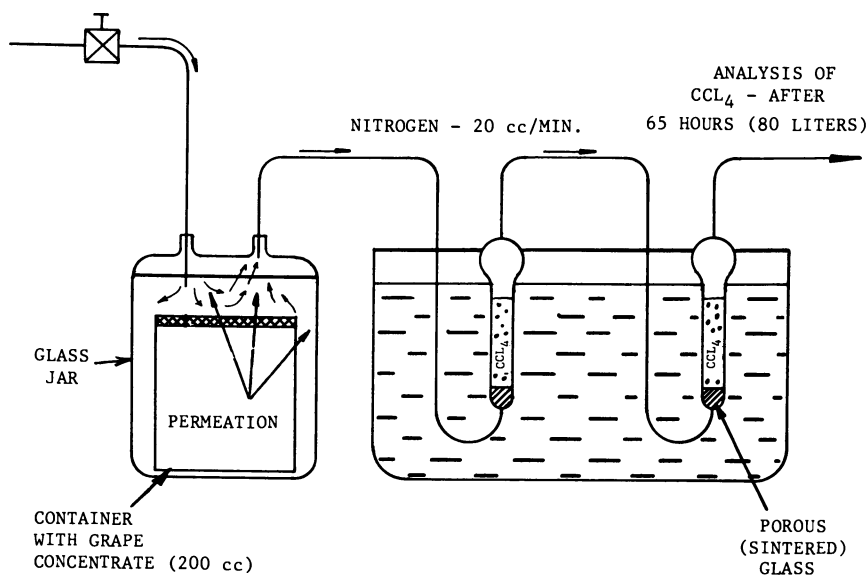 ANALYSIS OF
CCL4 - AFTER
65 HOURS (80 LITERS)
NITROGEN - 20 cc/MIN.
GLASS
JAR
PERMEATION
CCL4
CCL4
CONTAINER
WITH GRAPE
CONCENTRATE (200 cc)
POROUS
(SINTERED)
GLASS